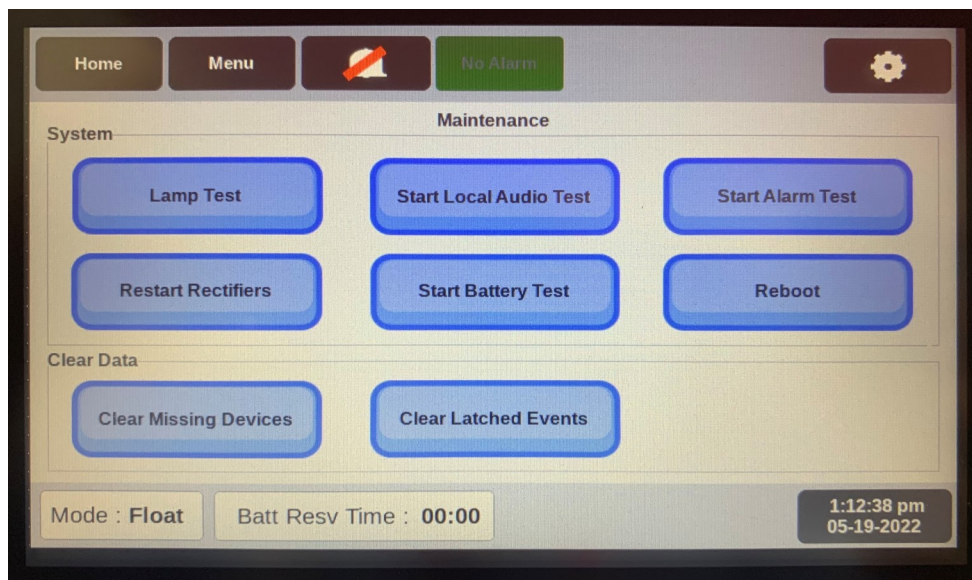 Home Menu No Alarm
Maintenance
System
Lamp Test Start Local Audio Test Start Alarm Test
Restart Rectifiers Start Battery Test Reboot
Clear Data
Clear Missing Devices Clear Latched Events
Mode : Float Batt Resv Time : 00:00 1:12:38 pm
05-19-2022